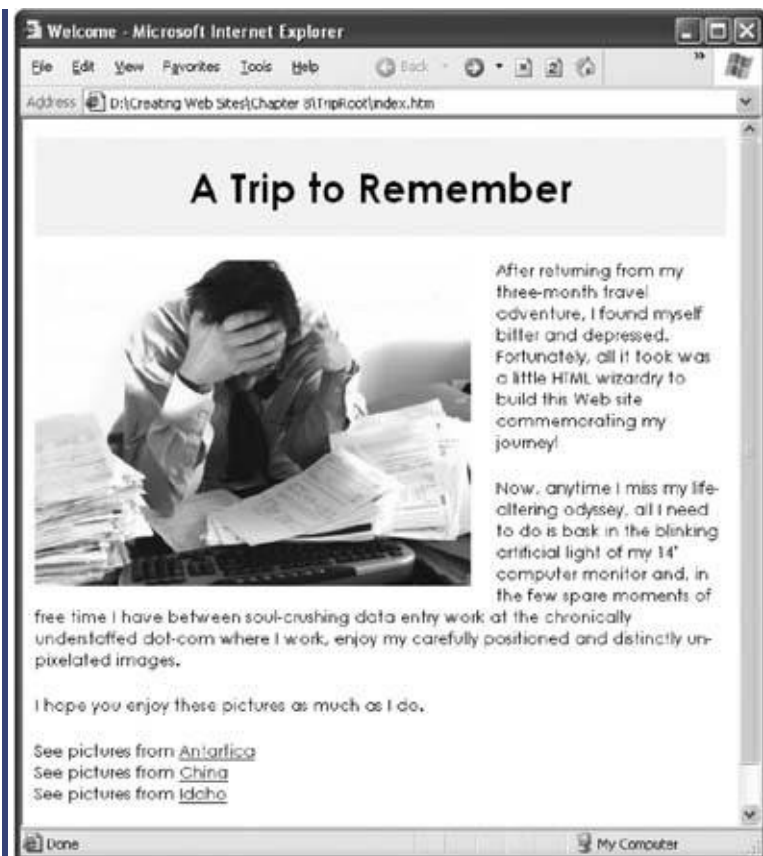 Welcome - Microsoft Internet Explorer
File Edit View Favorites Tools Help Back »
Address D:\Creating Web Sites\Chapter 8\TripRoot\index.htm
A Trip to Remember
After returning from my
three-month travel
adventure, I found myself
bitter and depressed.
Fortunately, all it took was
a little HTML wizardry to
build this Web site
commemorating my
journey!
Now, anytime I miss my life-
altering odyssey, all I need
to do is bask in the blinking
artificial light of my 14"
computer monitor and, in
the few spare moments of
free time I have between soul-crushing data entry work at the chronically
understaffed dot-com where I work, enjoy my carefully positioned and distinctly un-
pixelated images.
I hope you enjoy these pictures as much as I do.
See pictures from Antartica
See pictures from China
See pictures from Idaho
Done My Computer